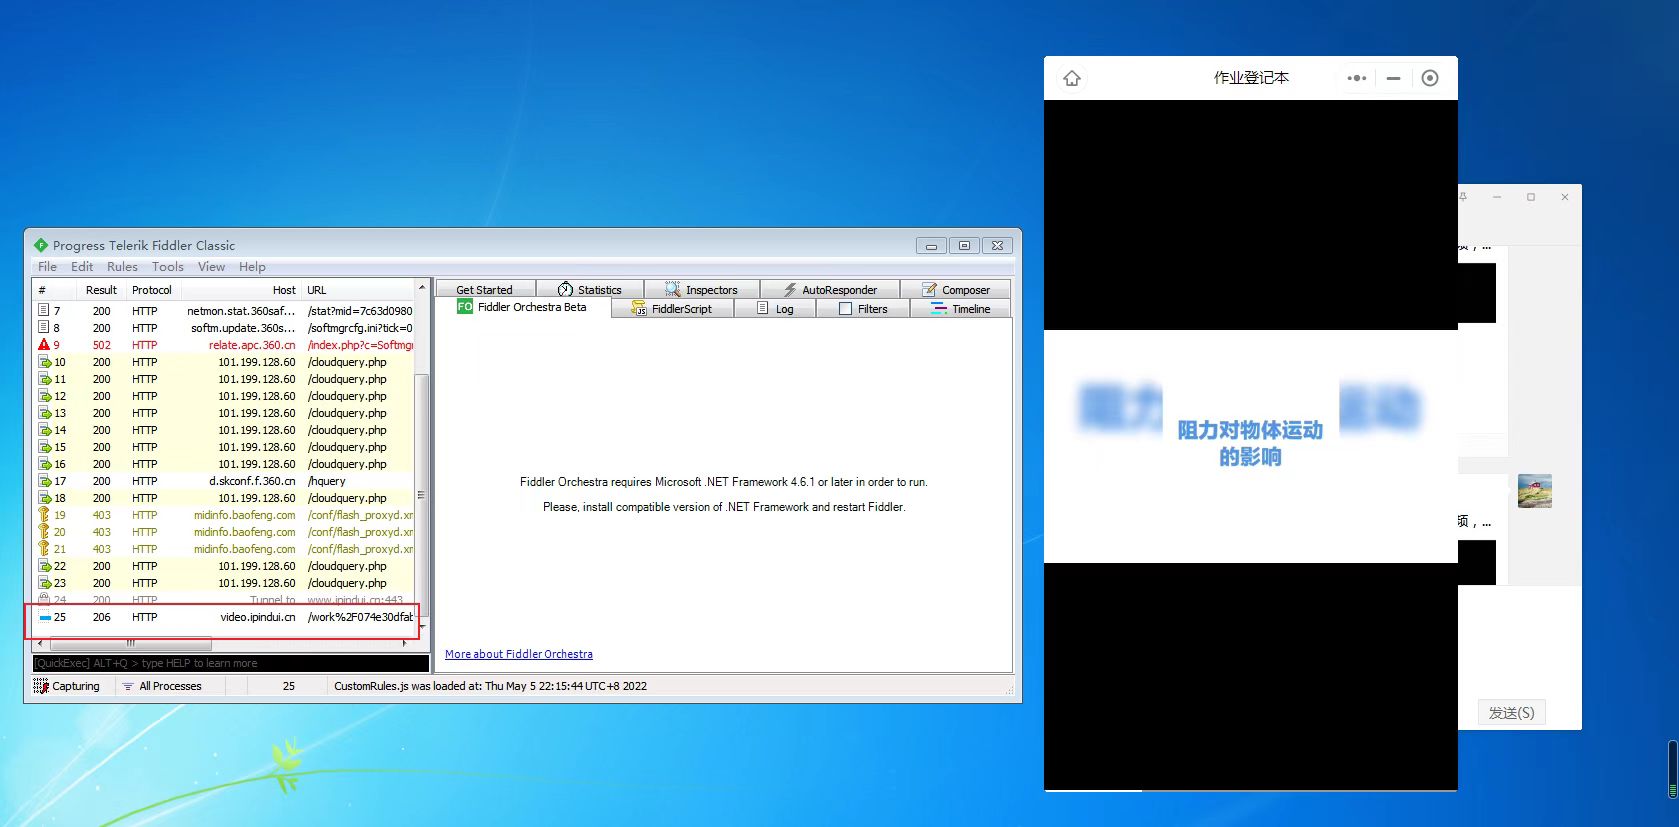 Progress Telerik Fiddler Classic
File Edit Rules Tools View Help
# Result Protocol Host URL
7 200 HTTP netmon.stat.360saf... /stat?mid=7c63d0980
8 200 HTTP softm.update.360s... /softmgrcfg.ini?tick=0
9 502 HTTP relate.apc.360.cn /index.php?c=Softmgr
10 200 HTTP 101.199.128.60 /cloudquery.php
11 200 HTTP 101.199.128.60 /cloudquery.php
12 200 HTTP 101.199.128.60 /cloudquery.php
13 200 HTTP 101.199.128.60 /cloudquery.php
14 200 HTTP 101.199.128.60 /cloudquery.php
15 200 HTTP 101.199.128.60 /cloudquery.php
16 200 HTTP 101.199.128.60 /cloudquery.php
17 200 HTTP d.skconf.f.360.cn /hquery
18 200 HTTP 101.199.128.60 /cloudquery.php
19 403 HTTP midinfo.baofeng.com /conf/flash_proxyd.xm
20 403 HTTP midinfo.baofeng.com /conf/flash_proxyd.xm
21 403 HTTP midinfo.baofeng.com /conf/flash_proxyd.xm
22 200 HTTP 101.199.128.60 /cloudquery.php
23 200 HTTP 101.199.128.60 /cloudquery.php
24 200 HTTP Tunnel to www.ipindui.cn:443
25 206 HTTP video.ipindui.cn /work%2F074e30dfab
[QuickExec] ALT+Q > type HELP to learn more
Capturing All Processes 25 CustomRules.js was loaded at: Thu May 5 22:15:44 UTC+8 2022
Get Started Statistics Inspectors AutoResponder Composer
FO Fiddler Orchestra Beta FiddlerScript Log Filters Timeline
Fiddler Orchestra requires Microsoft .NET Framework 4.6.1 or later in order to run.
Please, install compatible version of .NET Framework and restart Fiddler.
More about Fiddler Orchestra
作业登记本
阻力 运动
阻力对物体运动
的影响
发送(S)